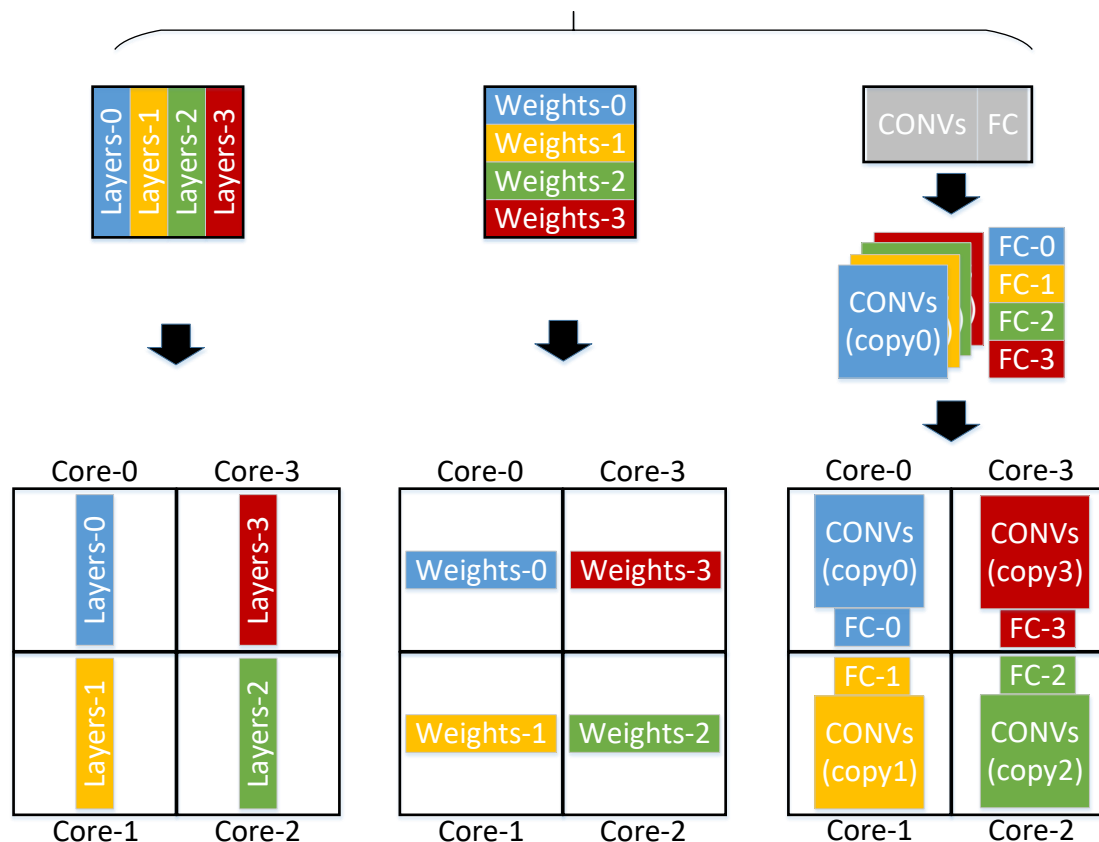 Layers-0
Layers-1
Layers-2
Layers-3
Weights-0
Weights-1
Weights-2
Weights-3
CONVs FC
CONVs
(copy0)
)
)
FC-0
FC-1
FC-2
FC-3
Core-0 Core-3
Layers-0 Layers-3
Layers-1 Layers-2
Core-1 Core-2
Core-0 Core-3
Weights-0 Weights-3
Weights-1 Weights-2
Core-1 Core-2
Core-0 Core-3
CONVs CONVs
(copy0) (copy3)
FC-0 FC-3
FC-1 FC-2
CONVs CONVs
(copy1) (copy2)
Core-1 Core-2